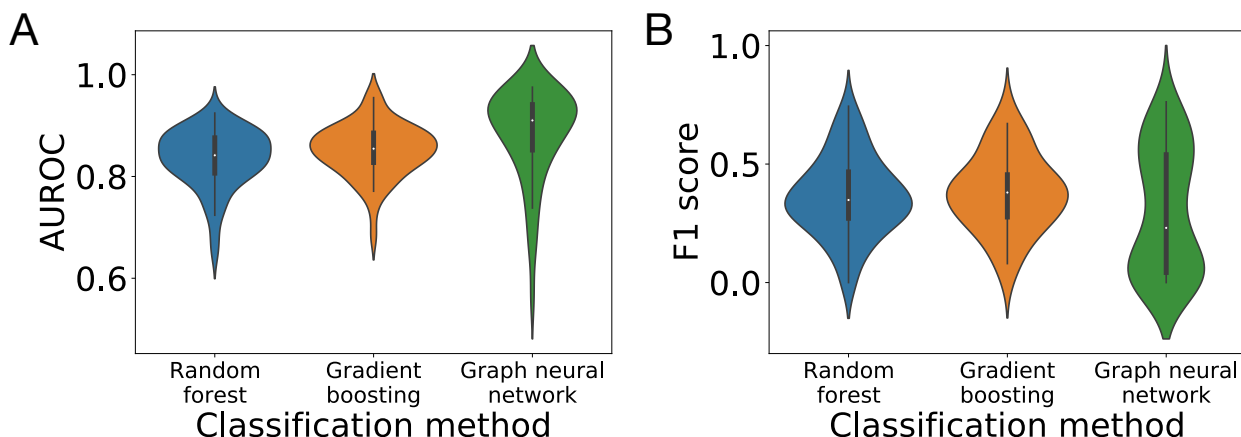 A
AUROC
1.0
0.8
0.6
Random
forest
Gradient
boosting
Graph neural
network
Classification method
B
F1 score
1.0
0.5
0.0
Random
forest
Gradient
boosting
Graph neural
network
Classification method